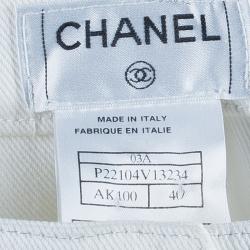 CHANEL
MADE IN ITALY
FABRIQUE EN ITALIE
03A
P22104V13234
AK100 40